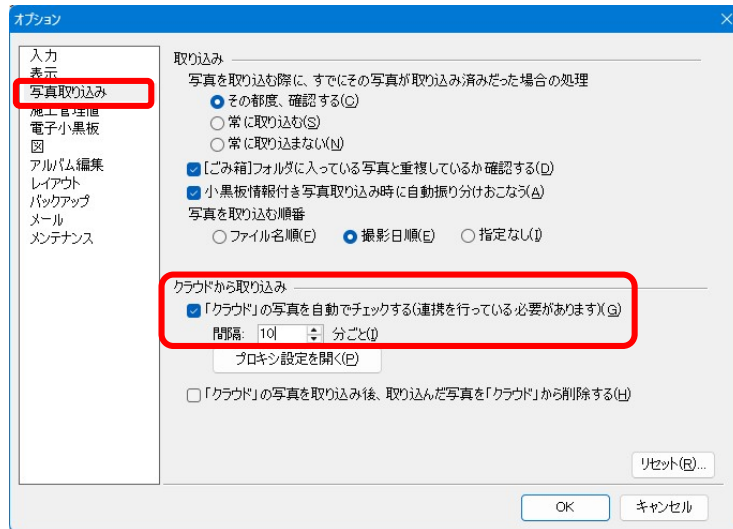 オプション
入力
表示
写真取り込み
施工管理値
電子小黒板
図
アルバム編集
レイアウト
バックアップ
メール
メンテナンス
取り込み
写真を取り込む際に、すでにその写真が取り込み済みだった場合の処理
その都度、確認する(C)
常に取り込む(S)
常に取り込まない(N)
[ごみ箱]フォルダに入っている写真と重複しているか確認する(D)
小黒板情報付き写真取り込み時に自動振り分けおこなう(A)
写真を取り込む順番
ファイル名順(F) 撮影日順(E) 指定なし(I)
クラウドから取り込み
「クラウド」の写真を自動でチェックする(連携を行っている必要があります)(G)
間隔: 10 分ごと(I)
プロキシ設定を開く(P)
「クラウド」の写真を取り込み後、取り込んだ写真を「クラウド」から削除する(H)
リセット(R)...
OK キャンセル